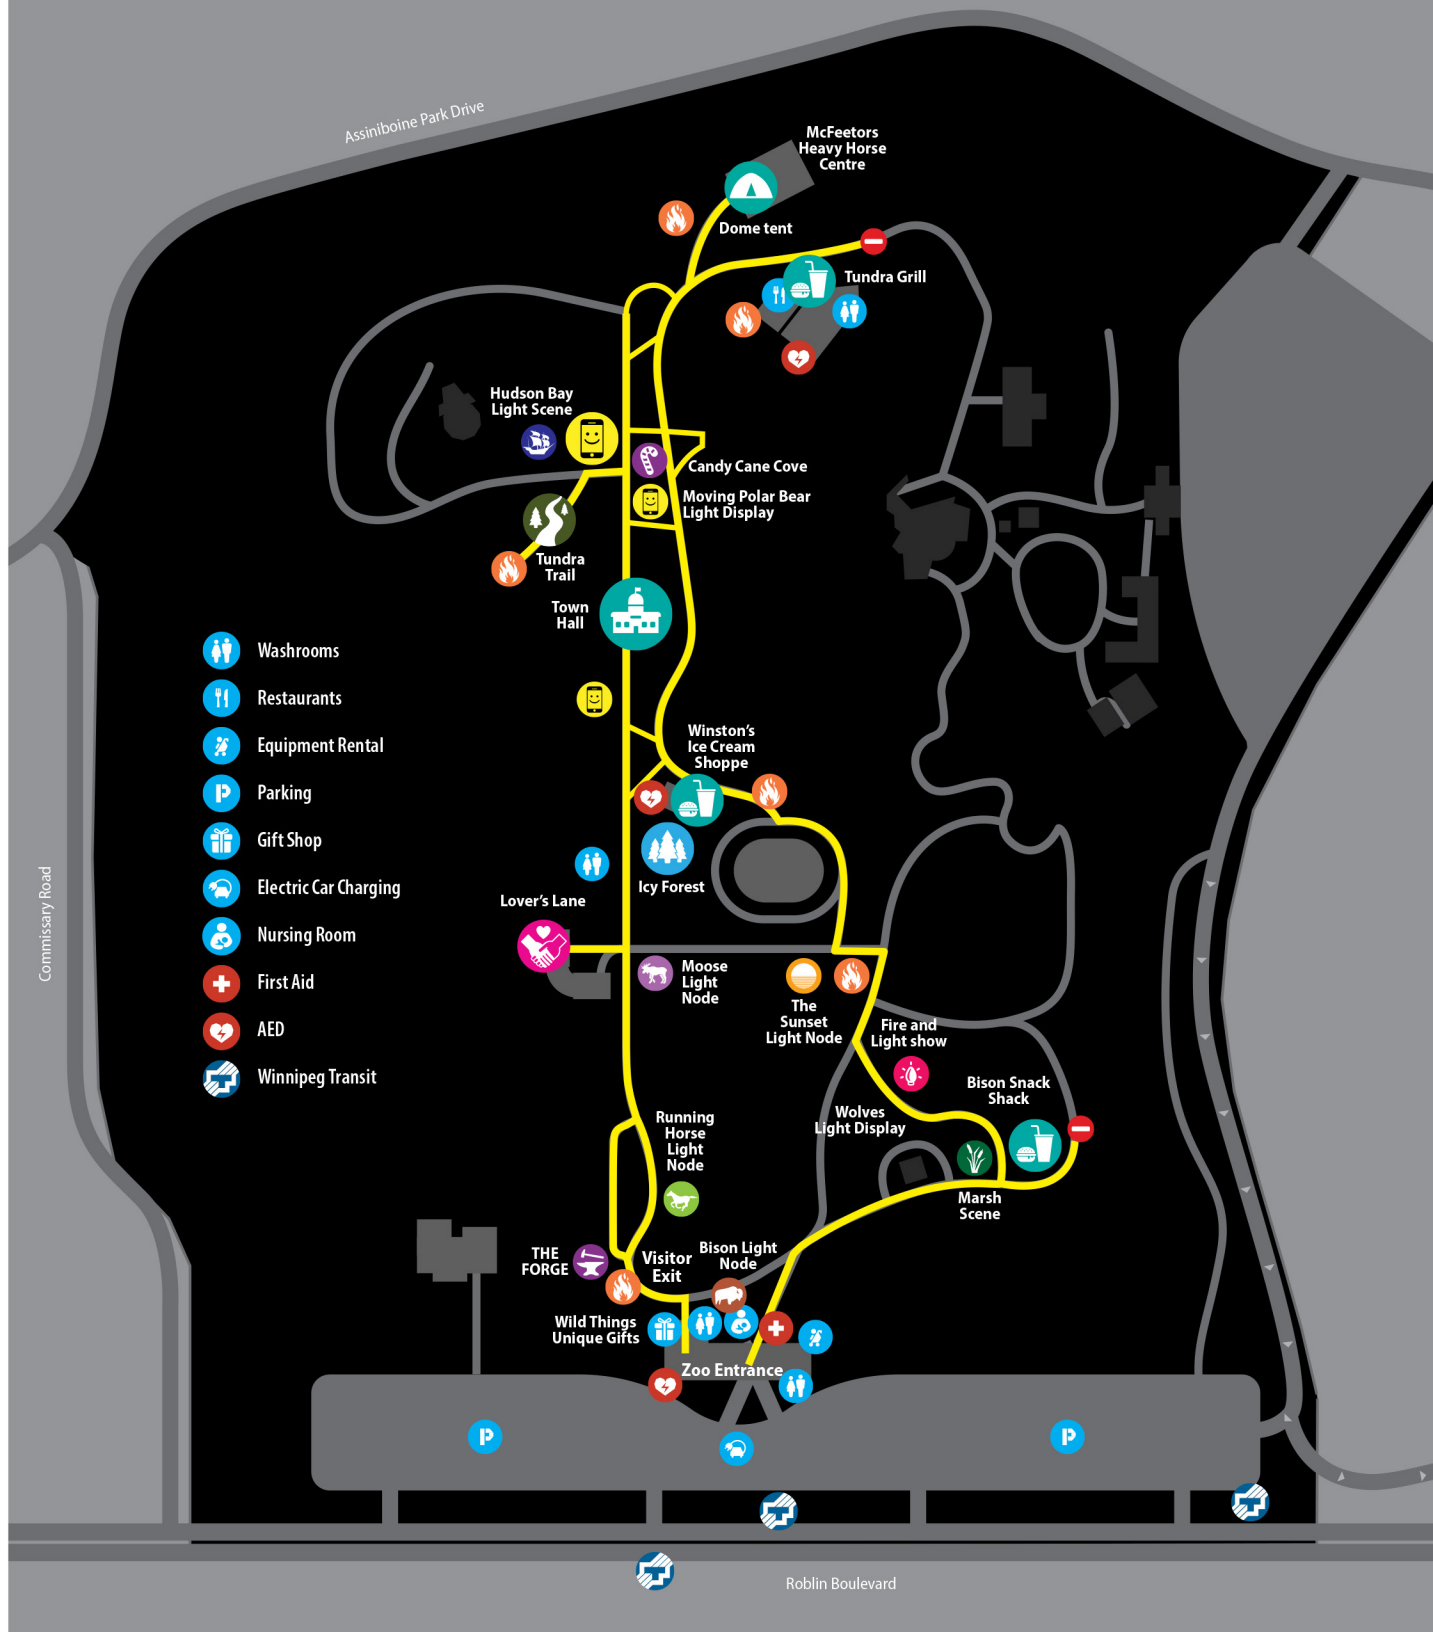 Assiniboine Park Drive
McFeetors
Heavy Horse
Centre
Dome tent
Tundra Grill
Hudson Bay
Light Scene
Candy Cane Cove
Moving Polar Bear
Light Display
Tundra
Trail
Town
Hall
Washrooms
Restaurants
Equipment Rental
Parking
Gift Shop
Electric Car Charging
Nursing Room
First Aid
AED
Winnipeg Transit
Commissary Road
Winston's
Ice Cream
Shoppe
Icy Forest
Lover's Lane
Moose
Light
Node
The
Sunset
Light Node
Fire and
Light show
Bison Snack
Shack
Wolves
Light Display
Marsh
Scene
Running
Horse
Light
Node
THE
FORGE
Visitor
Exit
Bison Light
Node
Wild Things
Unique Gifts
Zoo Entrance
P
P
P
Roblin Boulevard